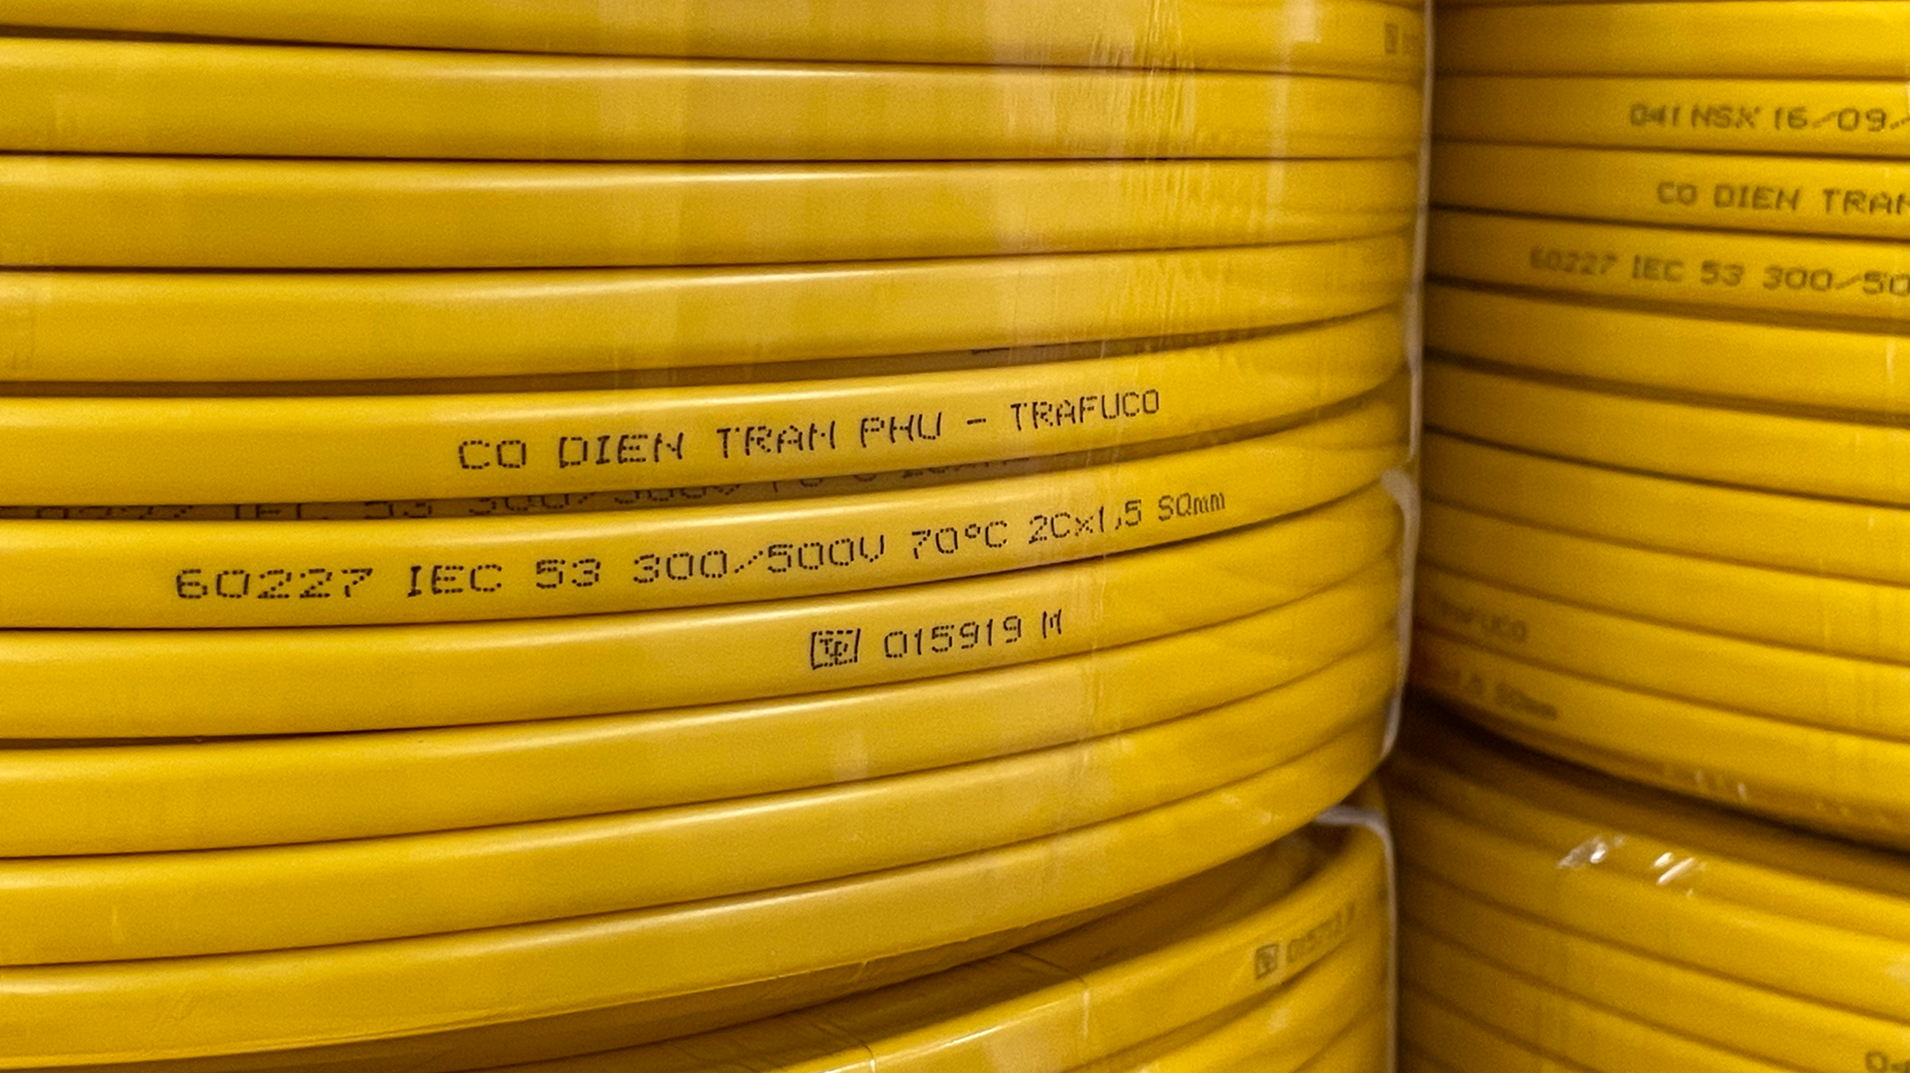 CO DIEN TRAN PHU - TRAFUCO
60227 IEC 53 300/500V 70°C 2Cx1,5 SQmm
TP 015919 M
041 NSX 16/09
CO DIEN TRAN
60227 IEC 53 300/50